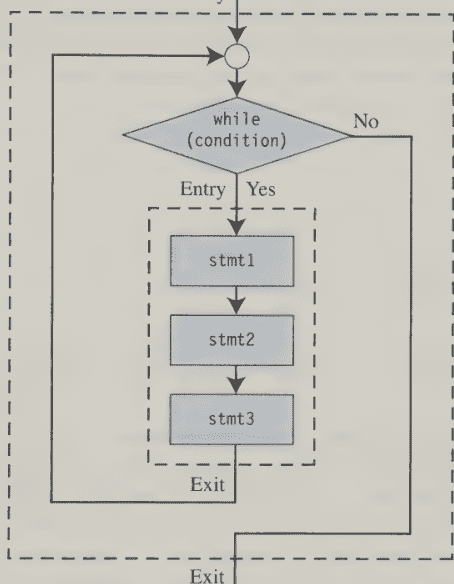 while
(condition)
No
Entry Yes
stmt1
stmt2
stmt3
Exit
Exit